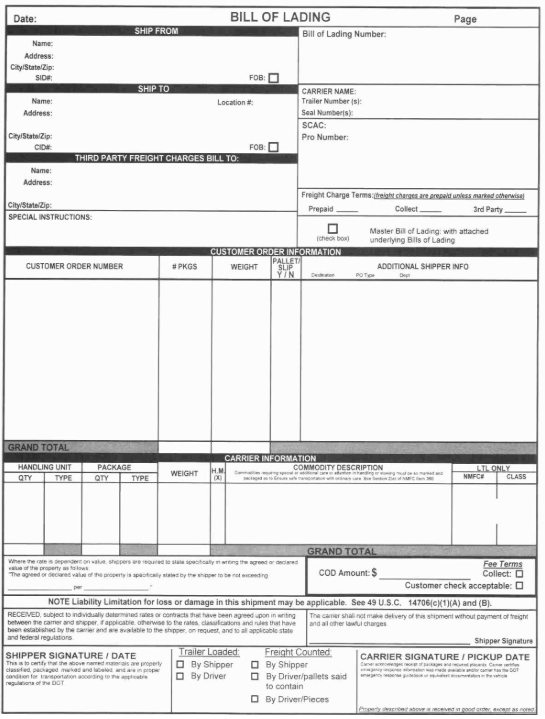 Date: BILL OF LADING Page
SHIP FROM
Name:
Address:
City/State/Zip:
SID#: FOB:
Bill of Lading Number:
SHIP TO
Name: Location #:
Address:
City/State/Zip:
CID#: FOB:
CARRIER NAME:
Trailer Number (s):
Seal Number(s):
SCAC:
Pro Number:
THIRD PARTY FREIGHT CHARGES BILL TO:
Name:
Address:
City/State/Zip:
SPECIAL INSTRUCTIONS:
Freight Charge Terms:(freight charges are prepaid unless marked otherwise)
Prepaid ______ Collect ______ 3rd Party ______
(check box)
Master Bill of Lading: with attached
underlying Bills of Lading
CUSTOMER ORDER INFORMATION
CUSTOMER ORDER NUMBER # PKGS WEIGHT PALLET/
SLIP
Y / N
ADDITIONAL SHIPPER INFO
Destination PO Type Dept
GRAND TOTAL
CARRIER INFORMATION
HANDLING UNIT PACKAGE WEIGHT H.M.
(X)
COMMODITY DESCRIPTION
Commodities requiring special or additional care or attention in handling or stowing must be so marked and
packaged as to Ensure safe transportation with ordinary care. See Section 2(e) of NMFC Item 360
LTL ONLY
QTY TYPE QTY TYPE NMFC# CLASS
GRAND TOTAL
Where the rate is dependent on value, shippers are required to state specifically in writing the agreed or declared
value of the property as follows:
"The agreed or declared value of the property is specifically stated by the shipper to be not exceeding
____________ per ____________."
COD Amount: $ ____________
Fee Terms
Collect:
Customer check acceptable:
NOTE Liability Limitation for loss or damage in this shipment may be applicable. See 49 U.S.C. 14706(c)(1)(A) and (B).
RECEIVED, subject to individually determined rates or contracts that have been agreed upon in writing
between the carrier and shipper, if applicable, otherwise to the rates, classifications and rules that have
been established by the carrier and are available to the shipper, on request, and to all applicable state
and federal regulations.
The carrier shall not make delivery of this shipment without payment of freight
and all other lawful charges.
Shipper Signature
SHIPPER SIGNATURE / DATE
This is to certify that the above named materials are properly
classified, packaged, marked and labeled, and are in proper
condition for transportation according to the applicable
regulations of the DOT
Trailer Loaded:
By Shipper
By Driver
Freight Counted:
By Shipper
By Driver/pallets said
to contain
By Driver/Pieces
CARRIER SIGNATURE / PICKUP DATE
Carrier acknowledges receipt of packages and required placards. Carrier certifies
emergency response information was made available and/or carrier has the DOT
emergency response guidebook or equivalent documentation in the vehicle.
Property described above is received in good order, except as noted.